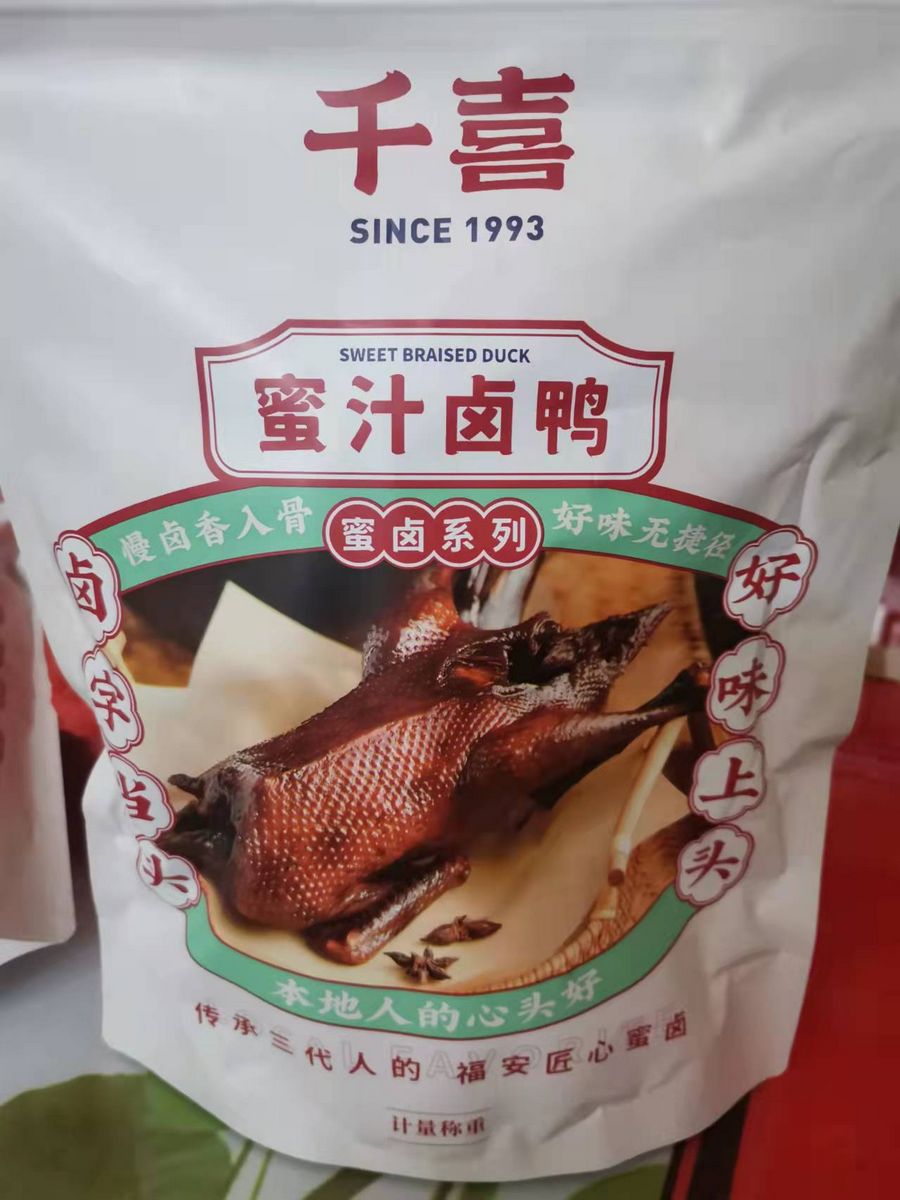 千喜
SINCE 1993
SWEET BRAISED DUCK
蜜汁卤鸭
慢卤香入骨
蜜卤系列
好味无捷径
卤字当头
好味上头
本地人的心头好
传承三代人的 福安匠心蜜卤
计量称重